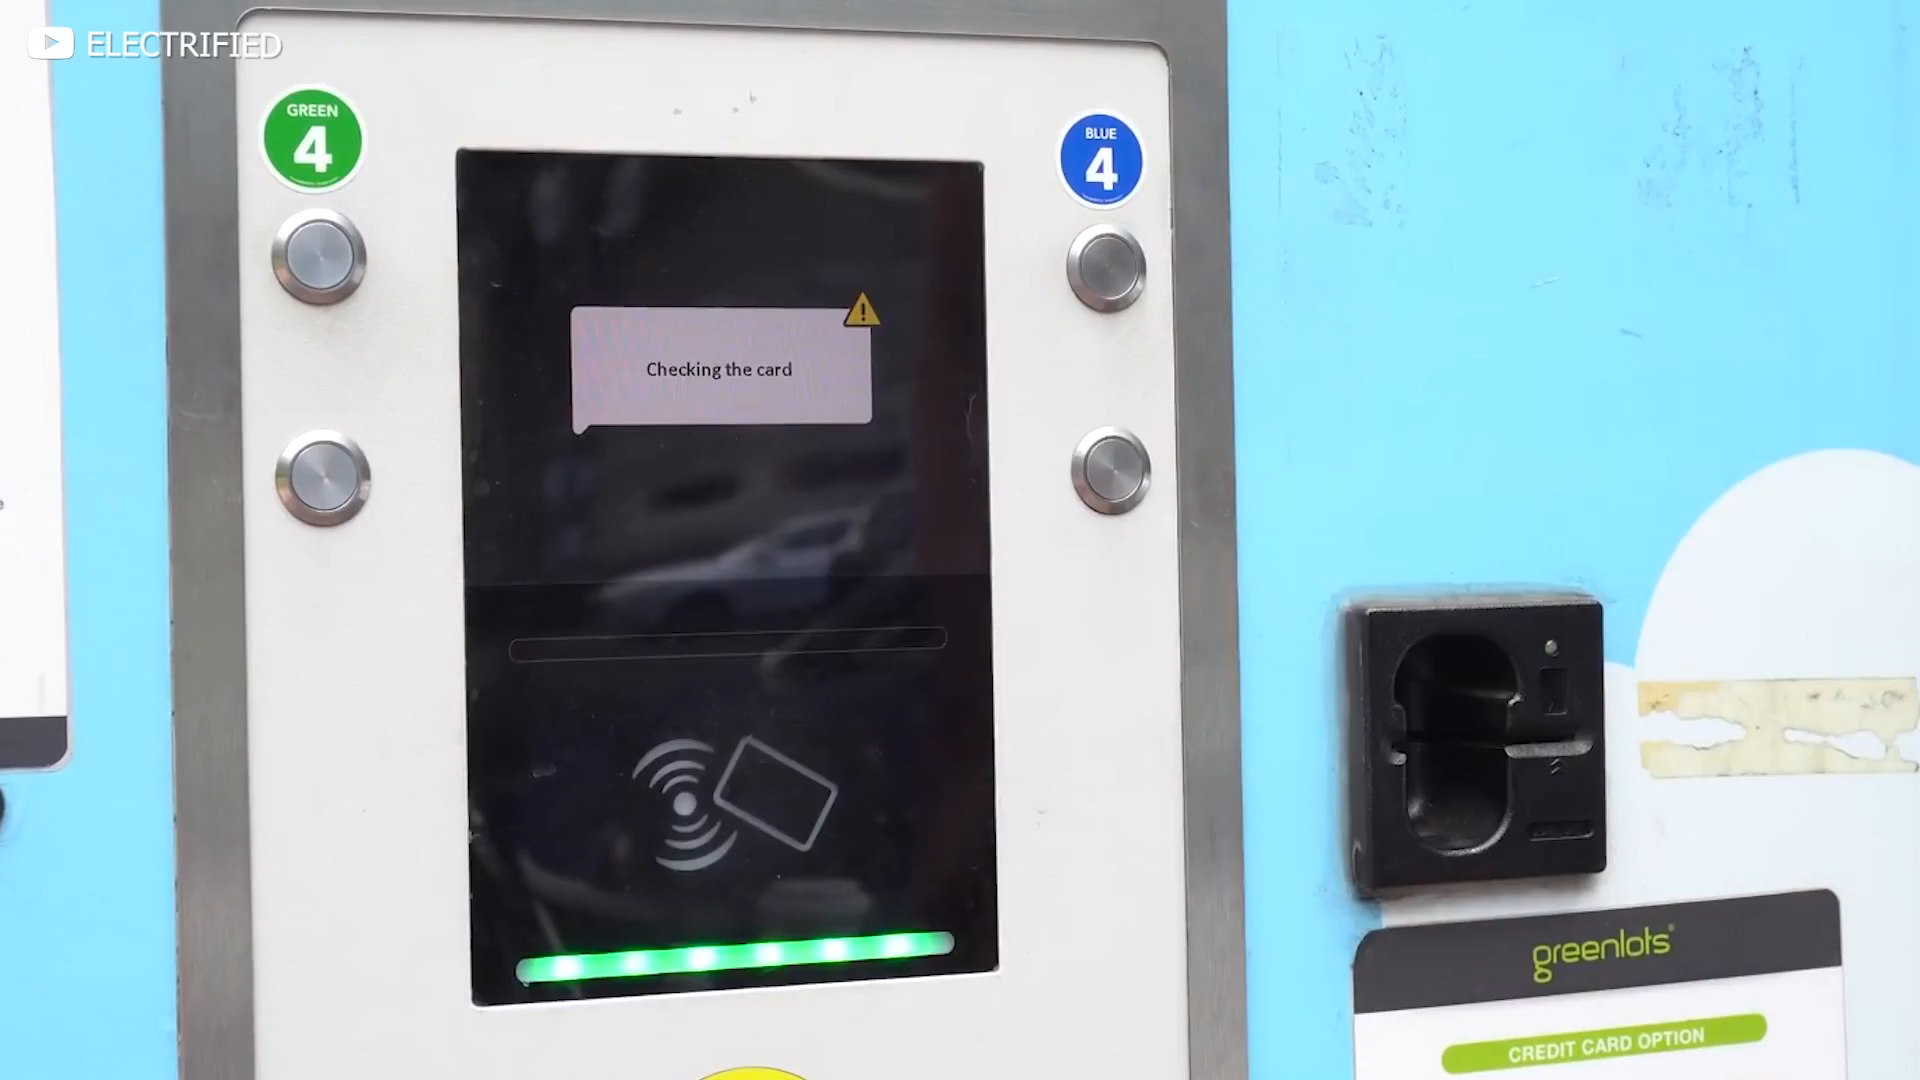 ELECTRIFIED
GREEN
4
BLUE
4
Checking the card
greenlots
CREDIT CARD OPTION